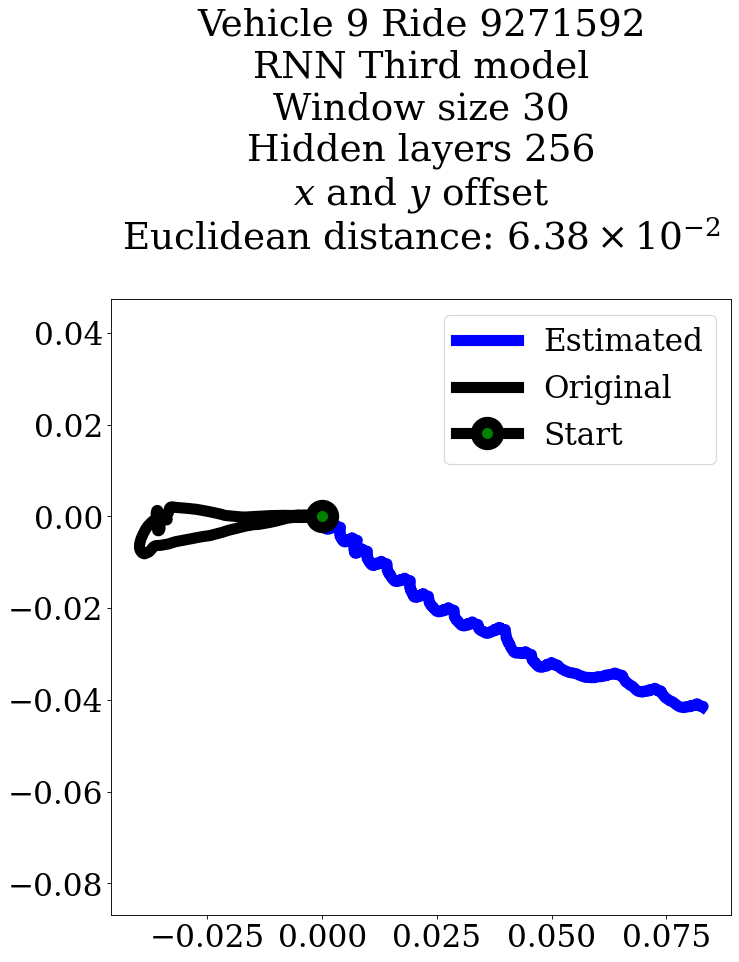 Vehicle 9 Ride 9271592
RNN Third model
Window size 30
Hidden layers 256
x and y offset
Euclidean distance: 6.38 × 10⁻²
Estimated
Original
Start
0.04
0.02
0.00
−0.02
−0.04
−0.06
−0.08
−0.025 0.000 0.025 0.050 0.075